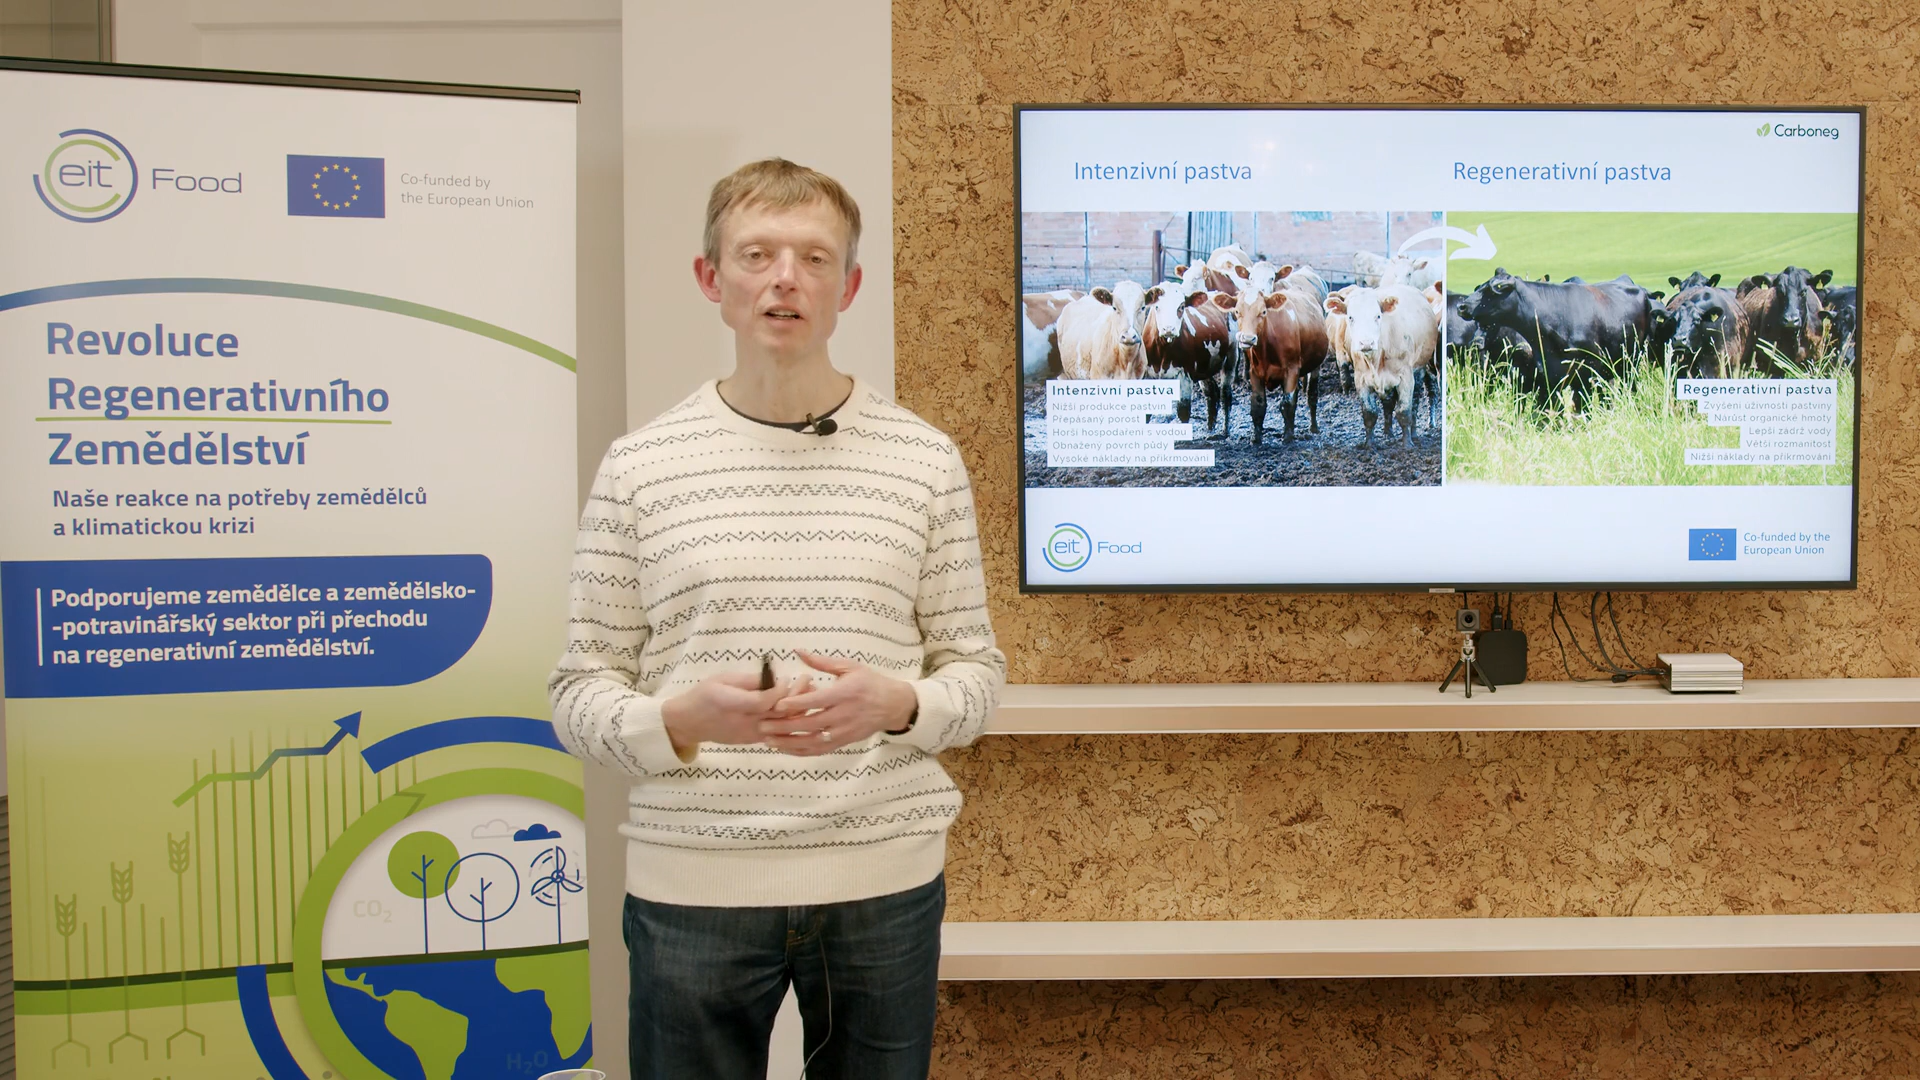 eit Food
Co-funded by
the European Union
Revoluce
Regenerativního
Zemědělství
Naše reakce na potřeby zemědělců
a klimatickou krizi
Podporujeme zemědělce a zemědělsko-
-potravinářský sektor při přechodu
na regenerativní zemědělství.
CO2
H2O
Carboneg
Intenzivní pastva
Regenerativní pastva
Intenzivní pastva
Nižší produkce pastvin
Přepásaný porost
Horší hospodaření s vodou
Obnažený povrch půdy
Vysoké náklady na přikrmování
Regenerativní pastva
Zvýšení úživnosti pastviny
Nárůst organické hmoty
Lepší zádrž vody
Větší rozmanitost
Nižší náklady na přikrmování
eit Food
Co-funded by the
European Union